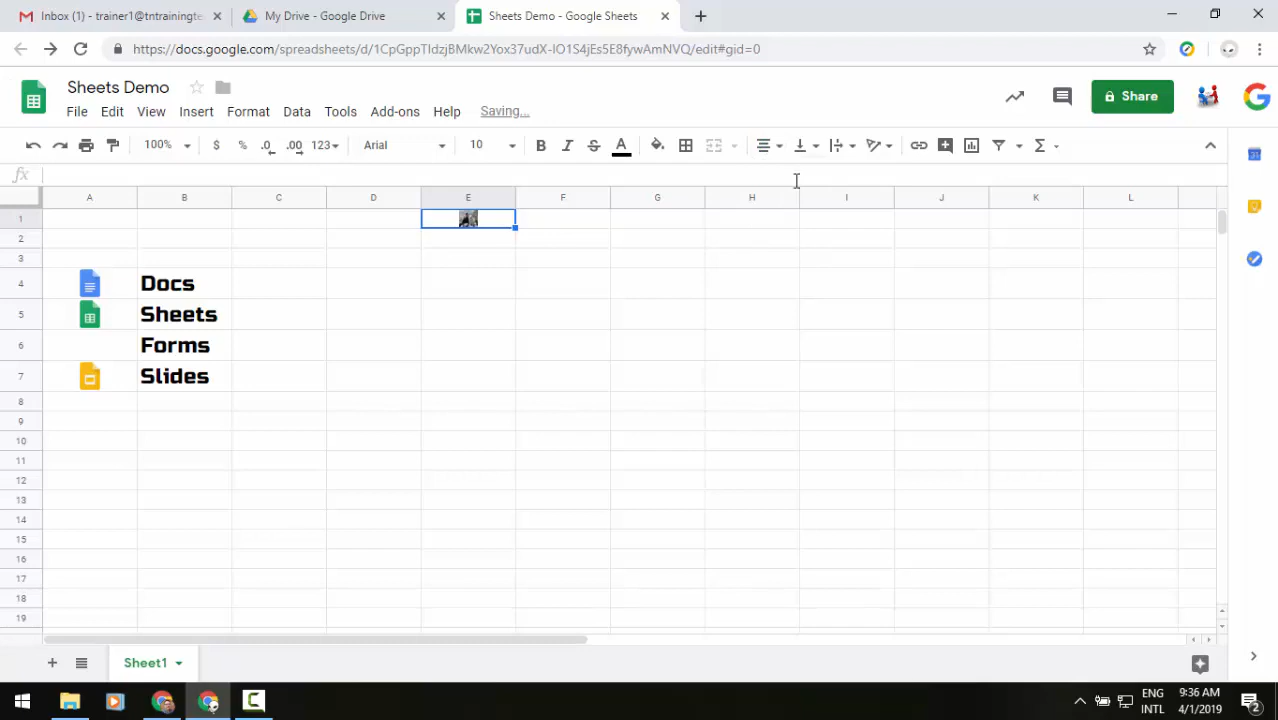 Inbox (1) - trainer1@tntrainingte
My Drive - Google Drive
Sheets Demo - Google Sheets
https://docs.google.com/spreadsheets/d/1CpGppTIdzjBMkw2Yox37udX-IO1S4jEs5E8fywAmNVQ/edit#gid=0
Sheets Demo
Share
File Edit View Insert Format Data Tools Add-ons Help Saving...
100% $ % .0 .00 123 Arial 10 B I S A
fx
A B C D E F G H I J K L
1
2
3
4 Docs
5 Sheets
6 Forms
7 Slides
8
9
10
11
12
13
14
15
16
17
18
19
Sheet1
ENG 9:36 AM
INTL 4/1/2019 2